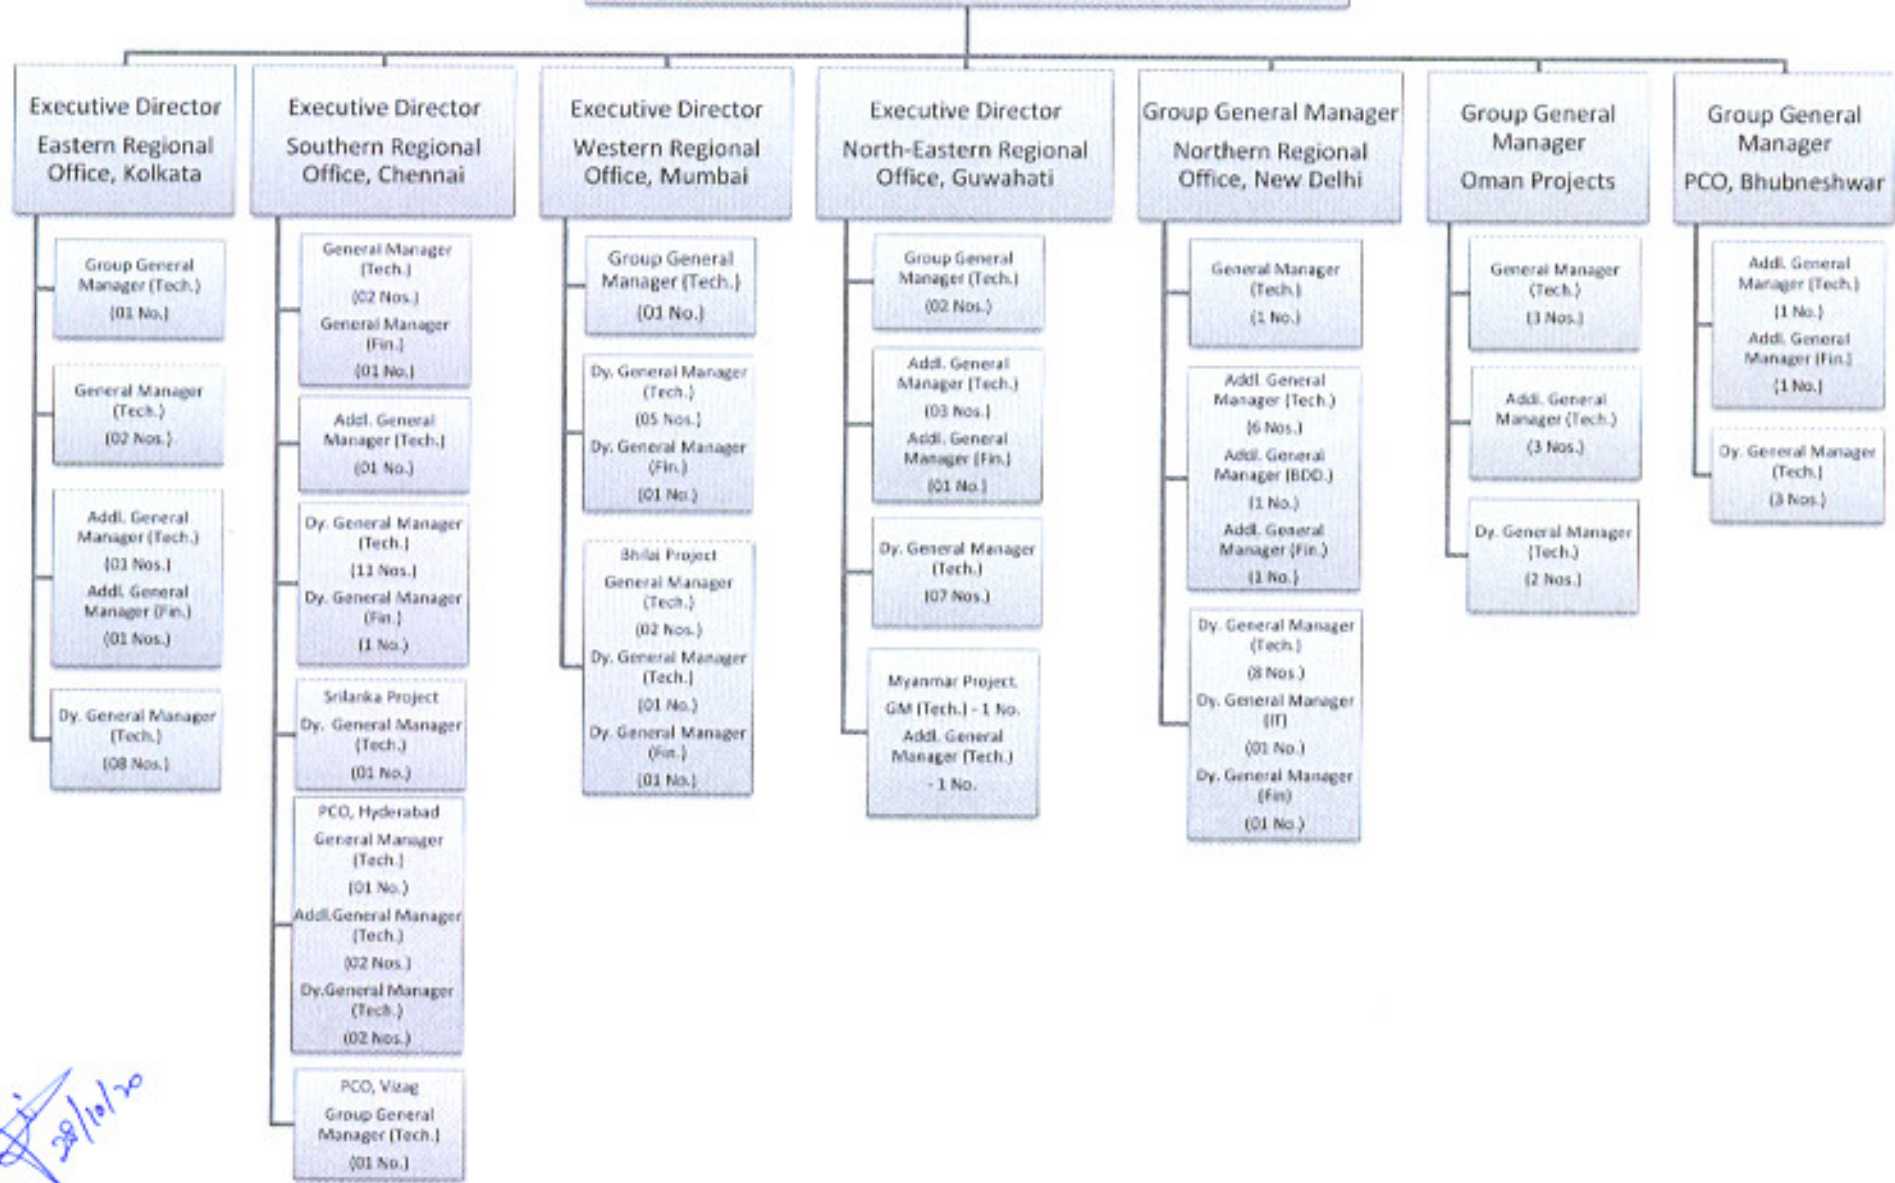 Executive Director
Eastern Regional
Office, Kolkata
Group General
Manager (Tech.)
(01 No.)
General Manager
(Tech.)
(02 Nos.)
Addl. General
Manager (Tech.)
(01 Nos.)
Addl. General
Manager (Fin.)
(01 Nos.)
Dy. General Manager
(Tech.)
(08 Nos.)
Executive Director
Southern Regional
Office, Chennai
General Manager
(Tech.)
(02 Nos.)
General Manager
(Fin.)
(01 No.)
Addl. General
Manager (Tech.)
(01 No.)
Dy. General Manager
(Tech.)
(11 Nos.)
Dy. General Manager
(Fin.)
(1 No.)
Srilanka Project
Dy. General Manager
(Tech.)
(01 No.)
PCO, Hyderabad
General Manager
(Tech.)
(01 No.)
Addl.General Manager
(Tech.)
(02 Nos.)
Dy.General Manager
(Tech.)
(02 Nos.)
PCO, Vizag
Group General
Manager (Tech.)
(01 No.)
Executive Director
Western Regional
Office, Mumbai
Group General
Manager (Tech.)
(01 No.)
Dy. General Manager
(Tech.)
(05 Nos.)
Dy. General Manager
(Fin.)
(01 No.)
Bhilai Project
General Manager
(Tech.)
(02 Nos.)
Dy. General Manager
(Tech.)
(01 No.)
Dy. General Manager
(Fin.)
(01 No.)
Executive Director
North-Eastern Regional
Office, Guwahati
Group General
Manager (Tech.)
(02 Nos.)
Addl. General
Manager (Tech.)
(03 Nos.)
Addl. General
Manager (Fin.)
(01 No.)
Dy. General Manager
(Tech.)
(07 Nos.)
Myanmar Project.
GM (Tech.) - 1 No.
Addl. General
Manager (Tech.)
- 1 No.
Group General Manager
Northern Regional
Office, New Delhi
General Manager
(Tech.)
(1 No.)
Addl. General
Manager (Tech.)
(6 Nos.)
Addl. General
Manager (BDD.)
(1 No.)
Addl. General
Manager (Fin.)
(1 No.)
Dy. General Manager
(Tech.)
(8 Nos.)
Dy. General Manager
(IT)
(01 No.)
Dy. General Manager
(Fin)
(01 No.)
Group General
Manager
Oman Projects
General Manager
(Tech.)
(3 Nos.)
Addl. General
Manager (Tech.)
(3 Nos.)
Dy. General Manager
(Tech.)
(2 Nos.)
Group General
Manager
PCO, Bhubneshwar
Addl. General
Manager (Tech.)
(1 No.)
Addl. General
Manager (Fin.)
(1 No.)
Dy. General Manager
(Tech.)
(3 Nos.)
28/10/20